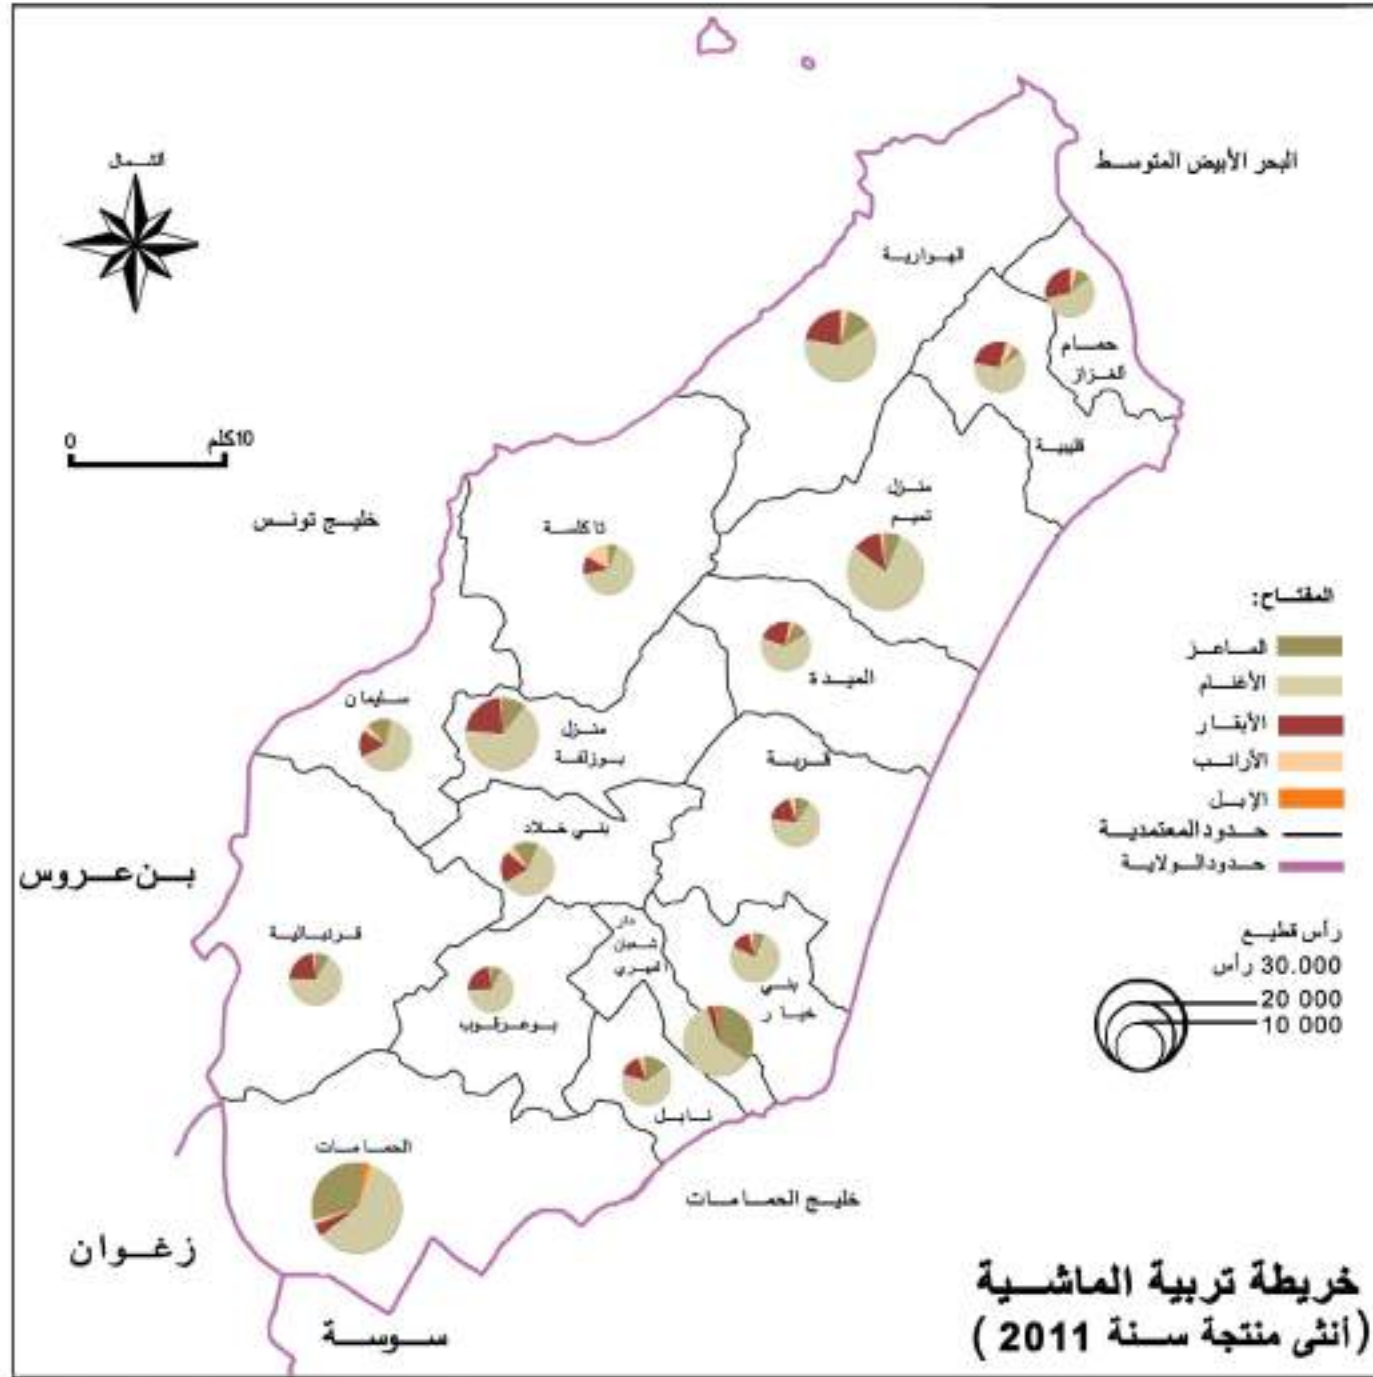 الشمال
البحر الأبيض المتوسط
الهوارية
حمام
الغزاز
قليبية
0
10كلم
منزل
تميم
خليج تونس
تاكلسة
المفتاح:
الماعز
الأغنام
الأبقار
الأرانب
الإبل
حدود المعتمدية
حدود الولاية
الميدة
سليمان
منزل
بوزلفة
قربة
بني خلاد
بن عروس
قرنبالية
دار
شعبان
الفهري
بني
خيار
بوعرقوب
نابل
رأس قطيع
30.000 رأس
20 000
10 000
الحمامات
خليج الحمامات
زغوان
سوسة
خريطة تربية الماشية
(أنثى منتجة سنة 2011 )